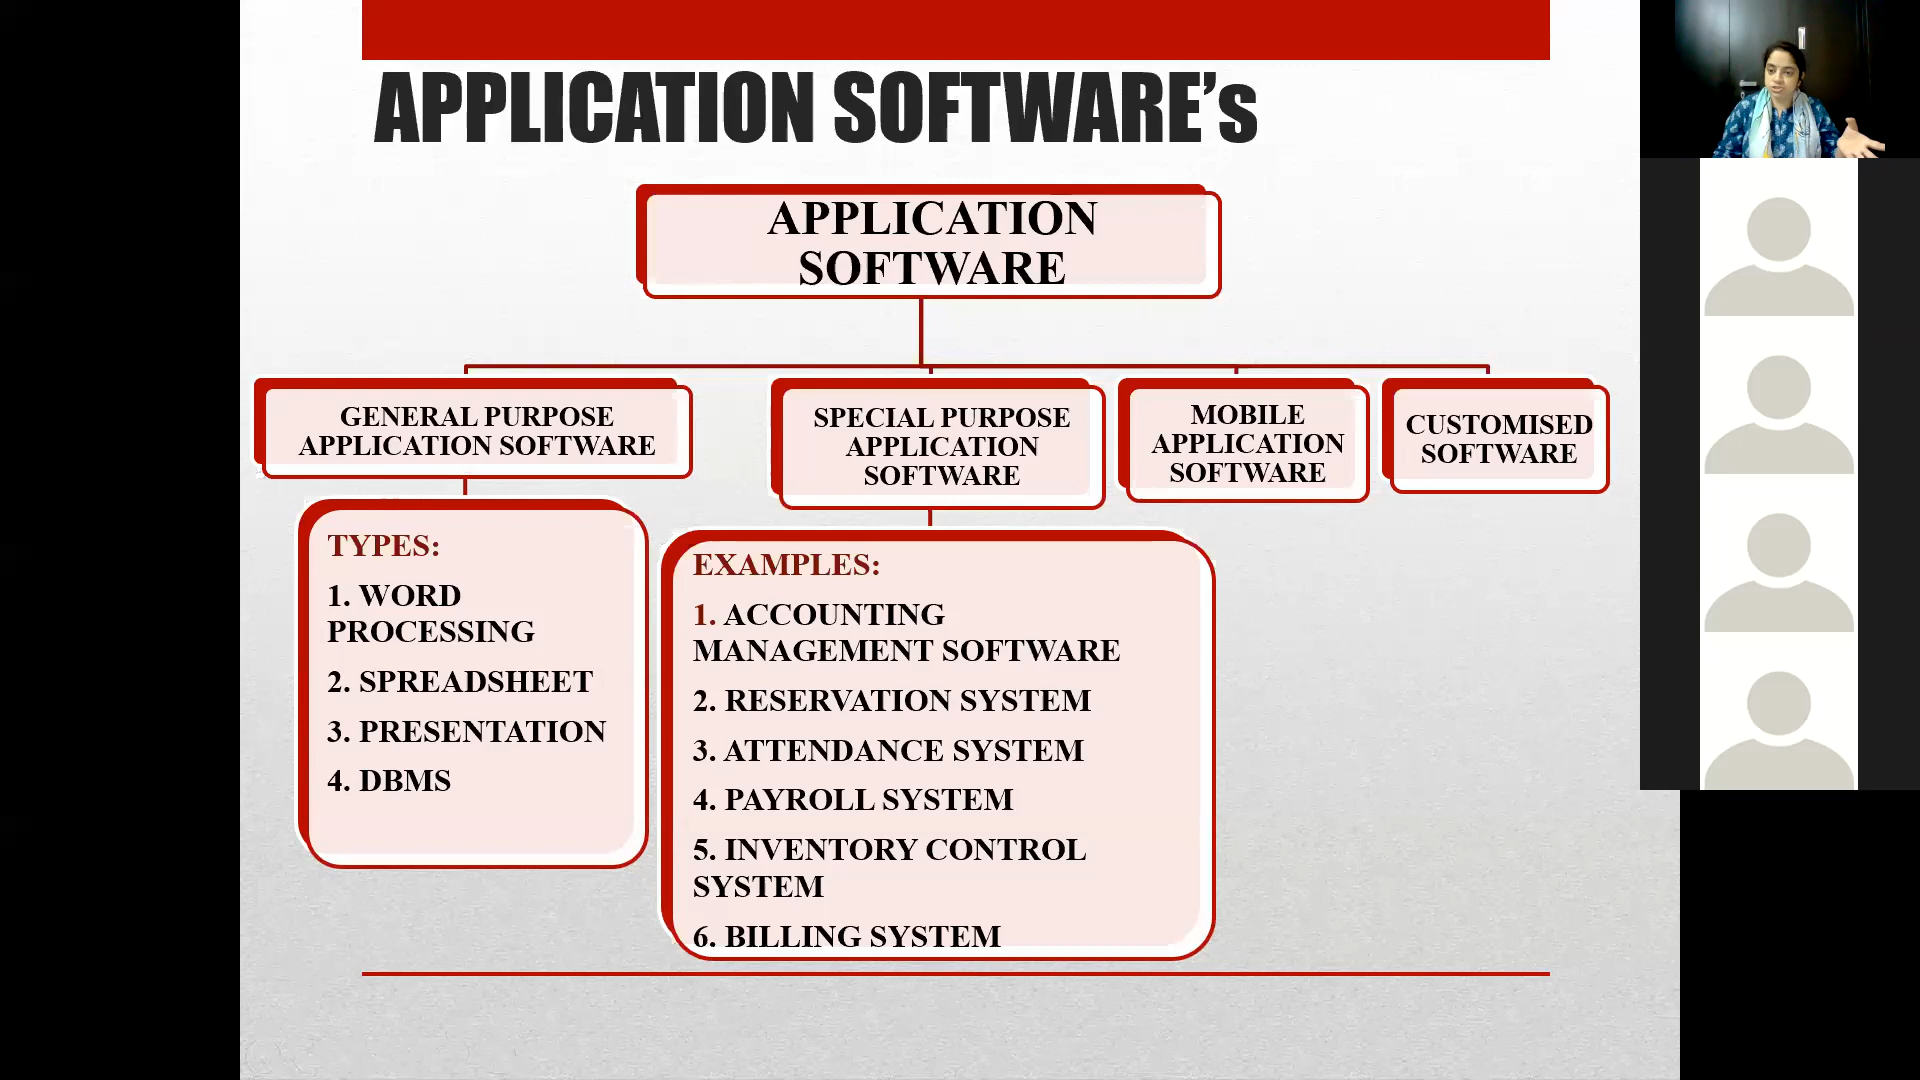 APPLICATION SOFTWARE’s
APPLICATION
SOFTWARE
GENERAL PURPOSE
APPLICATION SOFTWARE
SPECIAL PURPOSE
APPLICATION
SOFTWARE
MOBILE
APPLICATION
SOFTWARE
CUSTOMISED
SOFTWARE
TYPES:
1. WORD
PROCESSING
2. SPREADSHEET
3. PRESENTATION
4. DBMS
EXAMPLES:
1. ACCOUNTING
MANAGEMENT SOFTWARE
2. RESERVATION SYSTEM
3. ATTENDANCE SYSTEM
4. PAYROLL SYSTEM
5. INVENTORY CONTROL
SYSTEM
6. BILLING SYSTEM